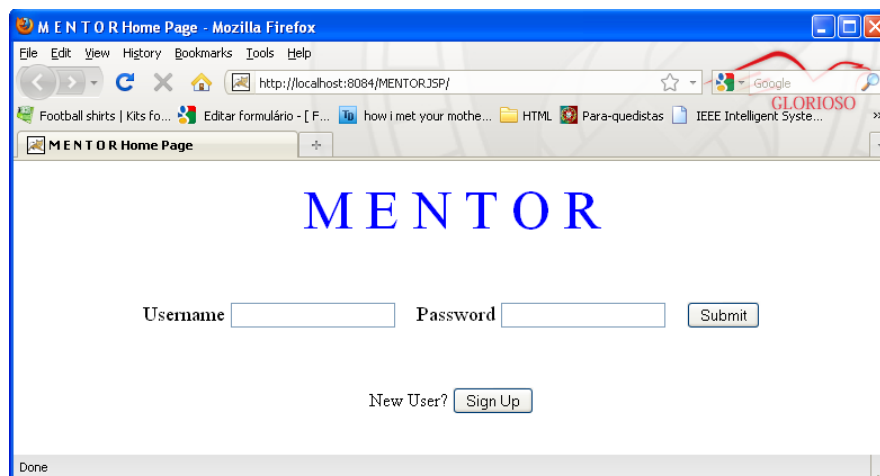 M E N T O R Home Page - Mozilla Firefox
File Edit View History Bookmarks Tools Help
http://localhost:8084/MENTORJSP/
Google
GLORIOSO
Football shirts | Kits fo... Editar formulário - [ F... TD how i met your mothe... HTML Para-quedistas IEEE Intelligent Syste... »
M E N T O R Home Page
M E N T O R
Username Password Submit
New User? Sign Up
Done